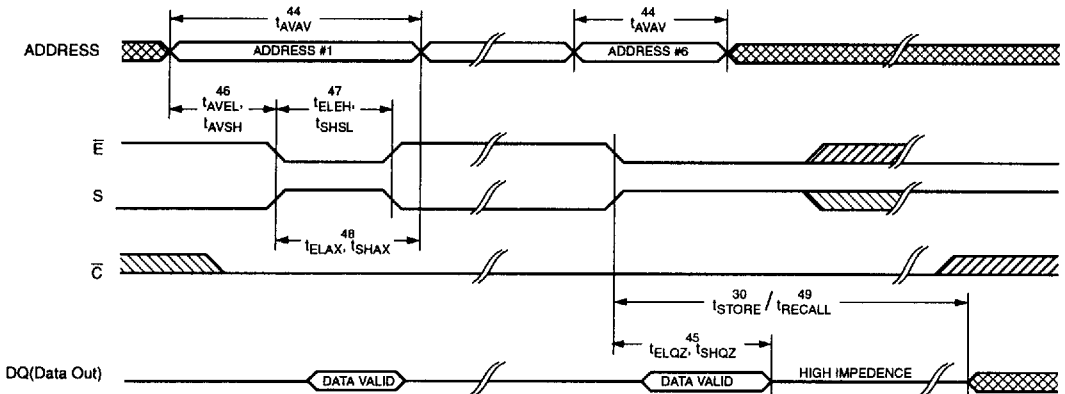 44
tAVAV
44
tAVAV
ADDRESS
ADDRESS #1
ADDRESS #6
46
tAVEL,
tAVSH
47
tELEH,
tSHSL
E̅
S
48
tELAX, tSHAX
C̅
30 49
tSTORE / tRECALL
45
tELQZ, tSHQZ
DQ(Data Out)
DATA VALID
DATA VALID
HIGH IMPEDENCE